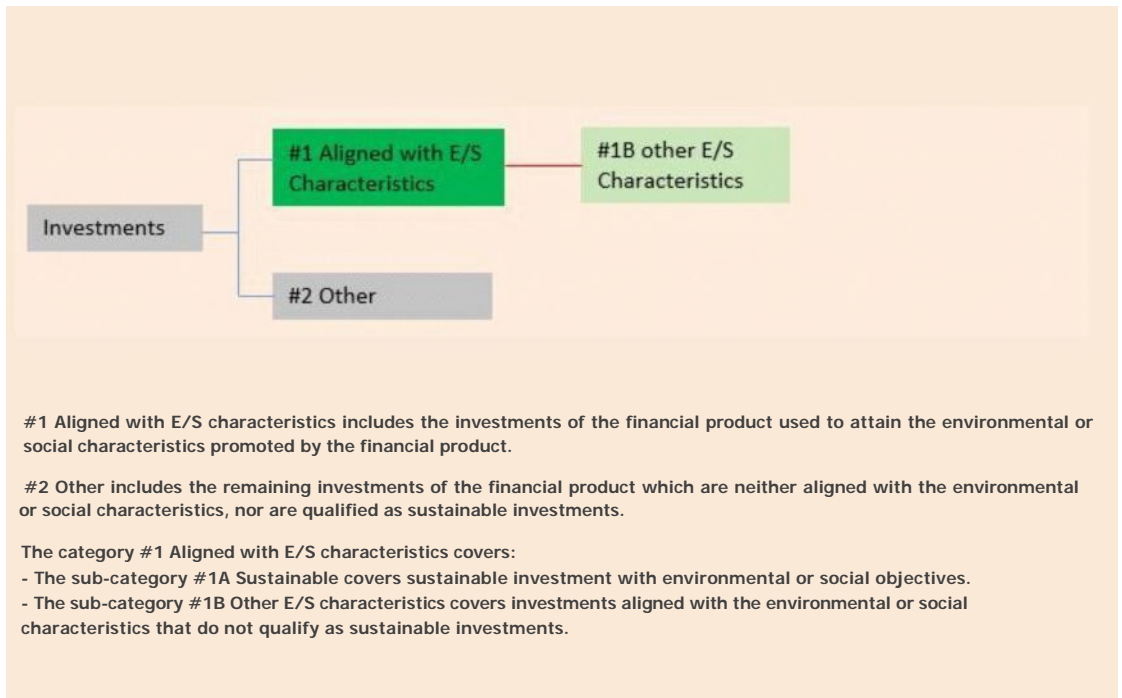 #1 Aligned with E/S
Characteristics
#1B other E/S
Characteristics
Investments
#2 Other
#1 Aligned with E/S characteristics includes the investments of the financial product used to attain the environmental or
social characteristics promoted by the financial product.
#2 Other includes the remaining investments of the financial product which are neither aligned with the environmental
or social characteristics, nor are qualified as sustainable investments.
The category #1 Aligned with E/S characteristics covers:
- The sub-category #1A Sustainable covers sustainable investment with environmental or social objectives.
- The sub-category #1B Other E/S characteristics covers investments aligned with the environmental or social
characteristics that do not qualify as sustainable investments.